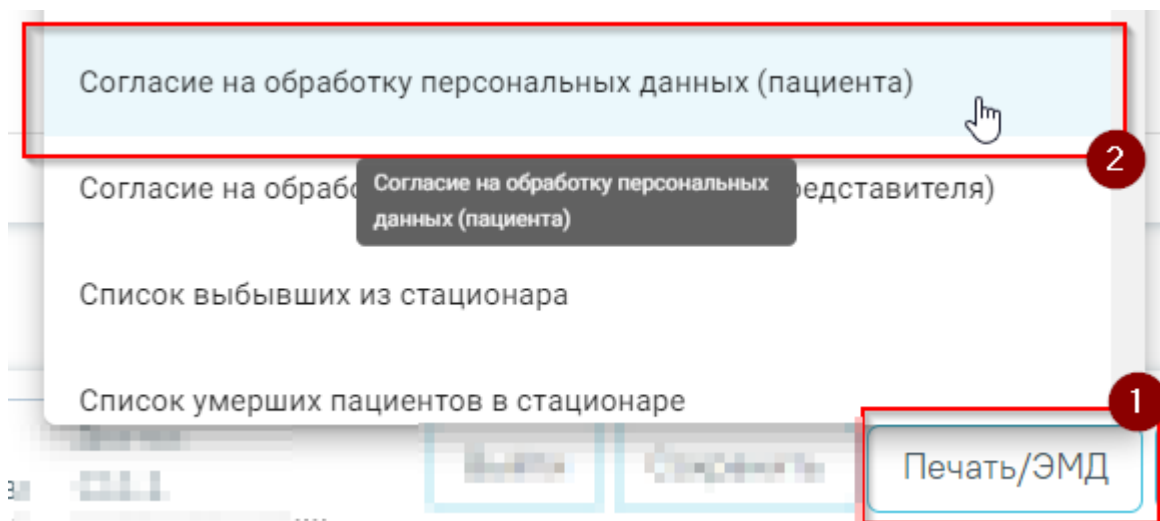 Согласие на обработку персональных данных (пациента)
2
Согласие на обрабо редставителя)
Согласие на обработку персональных
данных (пациента)
Список выбывших из стационара
Список умерших пациентов в стационаре
1
Печать/ЭМД